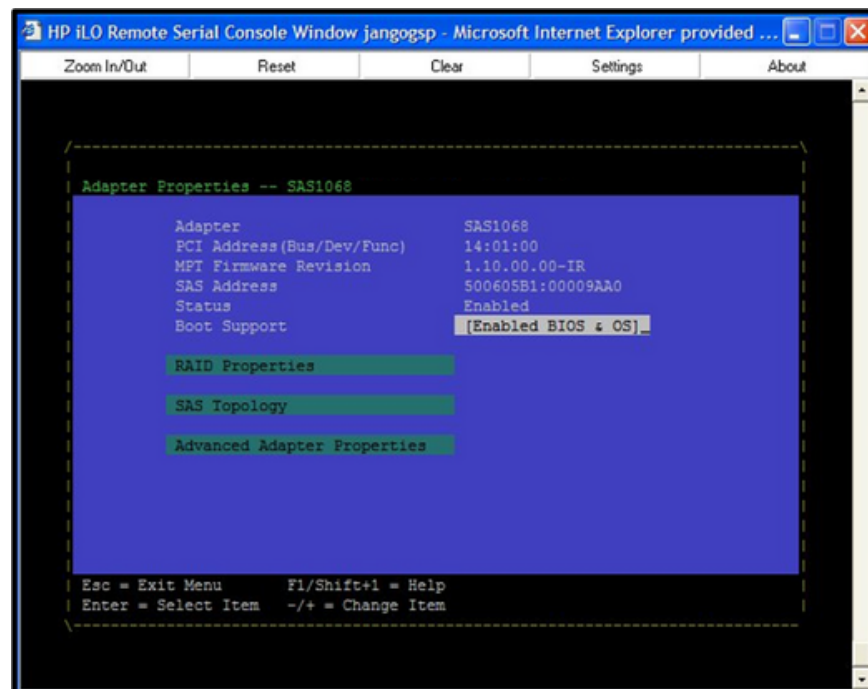 HP iLO Remote Serial Console Window jangogsp - Microsoft Internet Explorer provided ...
Zoom In/Out Reset Clear Settings About
Adapter Properties -- SAS1068
Adapter SAS1068
PCI Address(Bus/Dev/Func) 14:01:00
MPT Firmware Revision 1.10.00.00-IR
SAS Address 500605B1:00009AA0
Status Enabled
Boot Support [Enabled BIOS & OS]_
RAID Properties
SAS Topology
Advanced Adapter Properties
Esc = Exit Menu F1/Shift+1 = Help
Enter = Select Item -/+ = Change Item